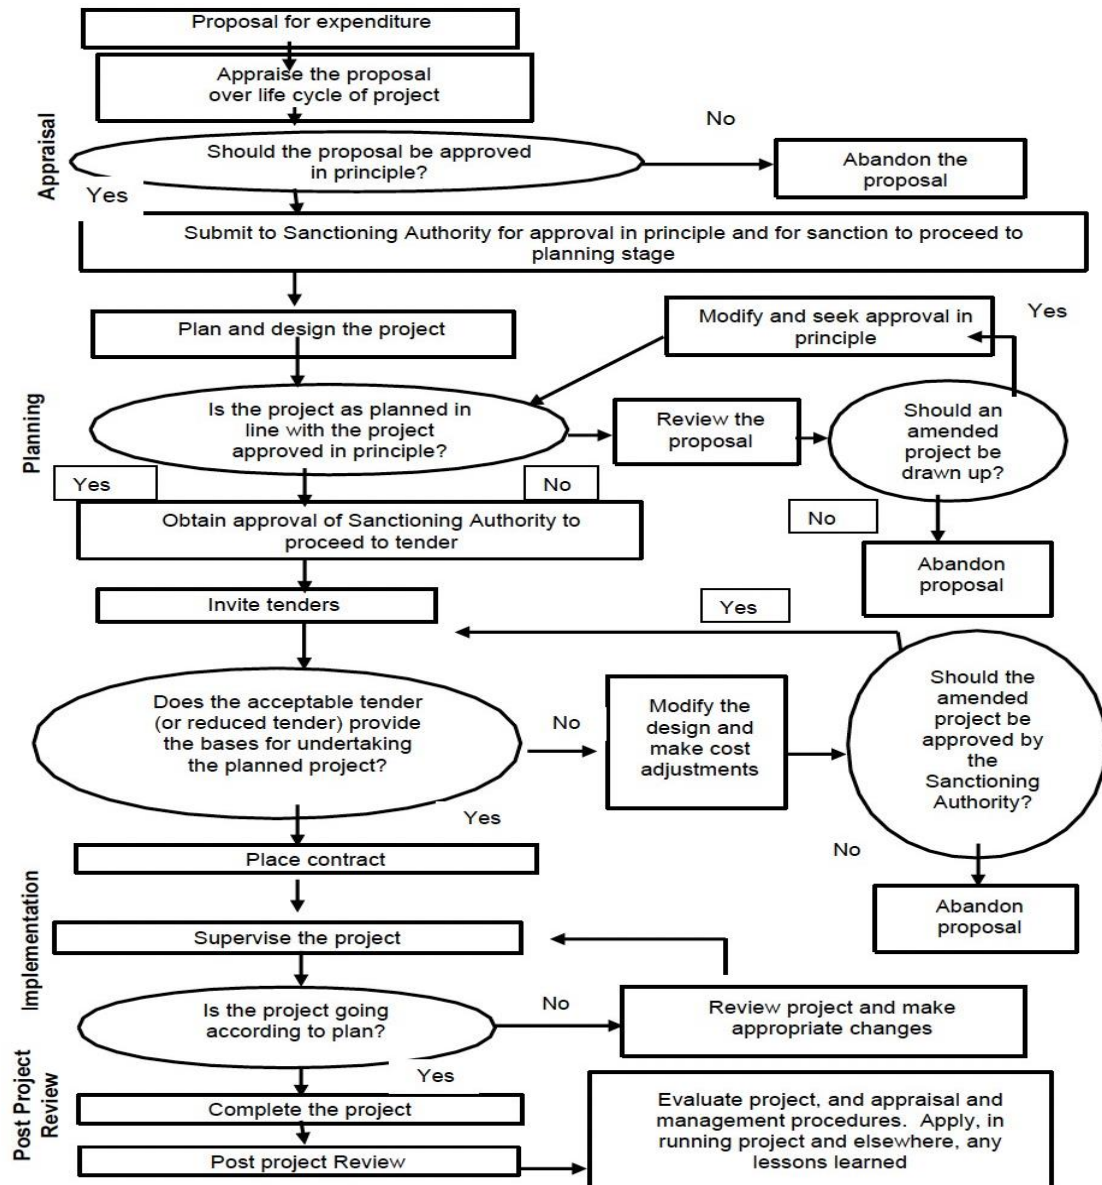 Proposal for expenditure
Appraise the proposal
over life cycle of project
Appraisal
No
Should the proposal be approved
in principle?
Abandon the
proposal
Yes
Submit to Sanctioning Authority for approval in principle and for sanction to proceed to
planning stage
Plan and design the project
Modify and seek approval in
principle
Yes
Planning
Is the project as planned in
line with the project
approved in principle?
Review the
proposal
Should an
amended
project be
drawn up?
Yes
No
No
Obtain approval of Sanctioning Authority to
proceed to tender
Abandon
proposal
Invite tenders
Yes
Does the acceptable tender
(or reduced tender) provide
the bases for undertaking
the planned project?
No
Modify the
design and
make cost
adjustments
Should the
amended
project be
approved by
the
Sanctioning
Authority?
Yes
No
Place contract
Abandon
proposal
Implementation
Supervise the project
Is the project going
according to plan?
No
Review project and make
appropriate changes
Yes
Post Project
Review
Complete the project
Post project Review
Evaluate project, and appraisal and
management procedures.  Apply, in
running project and elsewhere, any
lessons learned